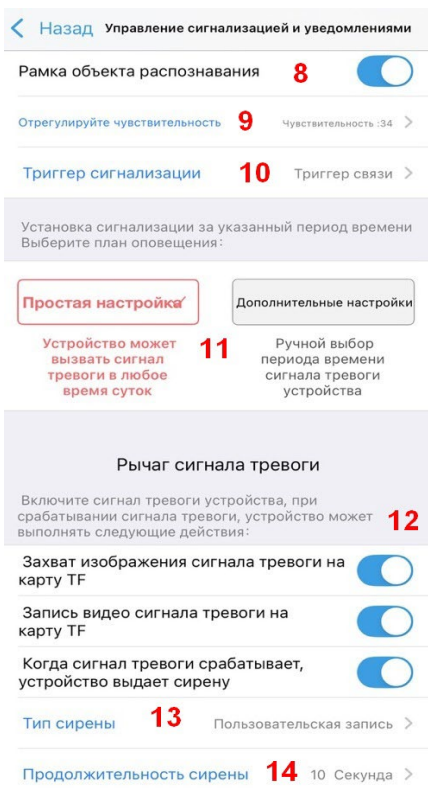 Назад Управление сигнализацией и уведомлениями
Рамка объекта распознавания 8
Отрегулируйте чувствительность 9 Чувствительность :34
Триггер сигнализации 10 Триггер связи
Установка сигнализации за указанный период времени
Выберите план оповещения:
Простая настройка Дополнительные настройки
Устройство может
вызвать сигнал
тревоги в любое
время суток
11
Ручной выбор
периода времени
сигнала тревоги
устройства
Рычаг сигнала тревоги
Включите сигнал тревоги устройства, при
срабатывании сигнала тревоги, устройство может
выполнять следующие действия:
12
Захват изображения сигнала тревоги на
карту TF
Запись видео сигнала тревоги на
карту TF
Когда сигнал тревоги срабатывает,
устройство выдает сирену
Тип сирены 13 Пользовательская запись
Продолжительность сирены 14 10 Секунда